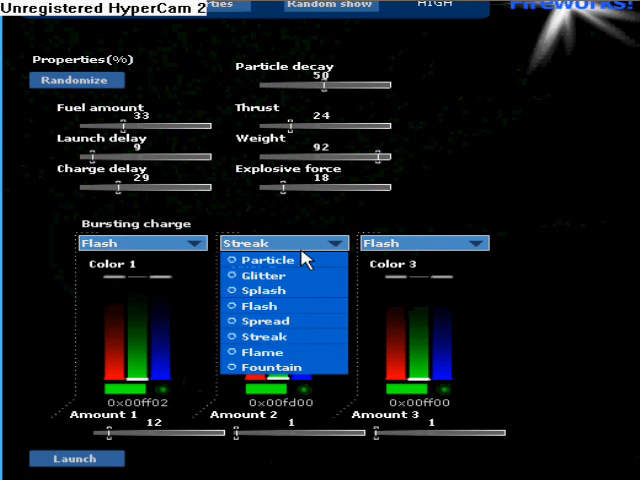 Unregistered HyperCam 2
Random show
HIGH
Fireworks!
Properties(%)
Randomize
Particle decay
50
Fuel amount
33
Thrust
24
Launch delay
9
Weight
92
Charge delay
29
Explosive force
18
Bursting charge
Flash
Streak
Flash
Particle
Glitter
Splash
Flash
Spread
Streak
Flame
Fountain
Color 1
Color 3
0x00ff02
0x00fd00
0x00ff00
Amount 1
12
Amount 2
1
Amount 3
1
Launch